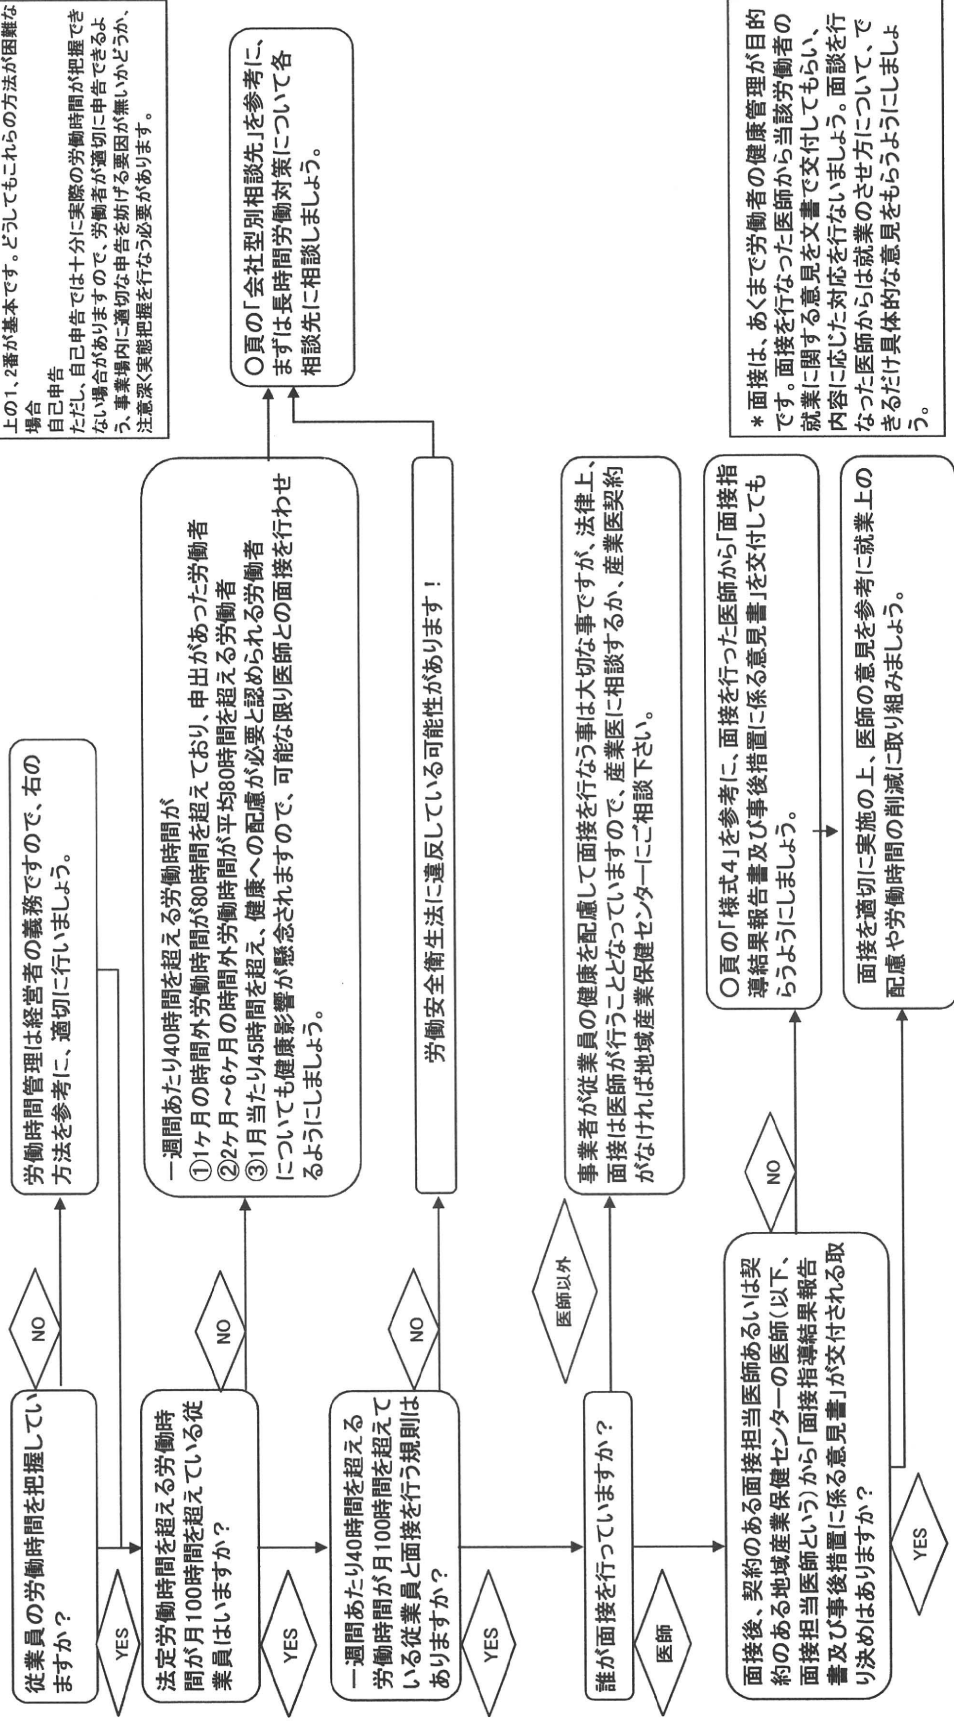 従業員の労働時間を把握してい
ますか？
NO
労働時間管理は経営者の義務ですので、右の
方法を参考に、適切に行いましょう。
上の1、2番が基本です。どうしてもこれらの方法が困難な
場合
自己申告
ただし、自己申告では十分に実際の労働時間が把握でき
ない場合がありますので、労働者が適切に申告できるよ
う、事業場内に適切な申告を妨げる要因が無いかどうか、
注意深く実態把握を行なう必要があります。
YES
法定労働時間を超える労働時
間が月100時間を超えている従
業員はいますか？
NO
一週間あたり40時間を超える労働時間が
①1ヶ月の時間外労働時間が80時間を超えており、申出があった労働者
②2ヶ月～6ヶ月の時間外労働時間が平均80時間を超える労働者
③1月当たり45時間を超え、健康への配慮が必要と認められる労働者
についても健康影響が懸念されますので、可能な限り医師との面接を行わせ
るようにしましょう。
〇頁の「会社型別相談先」を参考に、
まずは長時間労働対策について各
相談先に相談しましょう。
YES
一週間あたり40時間を超える
労働時間が月100時間を超えて
いる従業員と面接を行う規則は
ありますか？
NO
労働安全衛生法に違反している可能性があります！
YES
誰が面接を行っていますか？
医師以外
事業者が従業員の健康を配慮して面接を行なう事は大切な事ですが、法律上、
面接は医師が行うこととなっていますので、産業医に相談するか、産業医契約
がなければ地域産業保健センターにご相談下さい。
医師
面接後、契約のある面接担当医師あるいは契
約のある地域産業保健センターの医師（以下、
面接担当医師という）から「面接指導結果報告
書及び事後措置に係る意見書」が交付される取
り決めはありますか？
NO
〇頁の「様式4」を参考に、面接を行った医師から「面接指
導結果報告書及び事後措置に係る意見書」を交付しても
らうようにしましょう。
YES
面接を適切に実施の上、医師の意見を参考に就業上の
配慮や労働時間の削減に取り組みましょう。
＊面接は、あくまで労働者の健康管理が目的
です。面接を行なった医師から当該労働者の
就業に関する意見を文書で交付してもらい、
内容に応じた対応を行ないましょう。面談を行
なった医師からは就業のさせ方について、で
きるだけ具体的な意見をもらうようにしましょ
う。